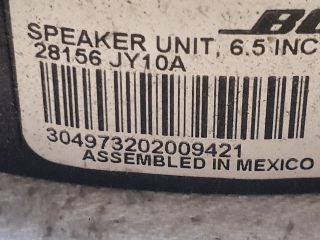 SPEAKER UNIT, 6.5 INC
28156 JY10A
304973202009421
ASSEMBLED IN MEXICO